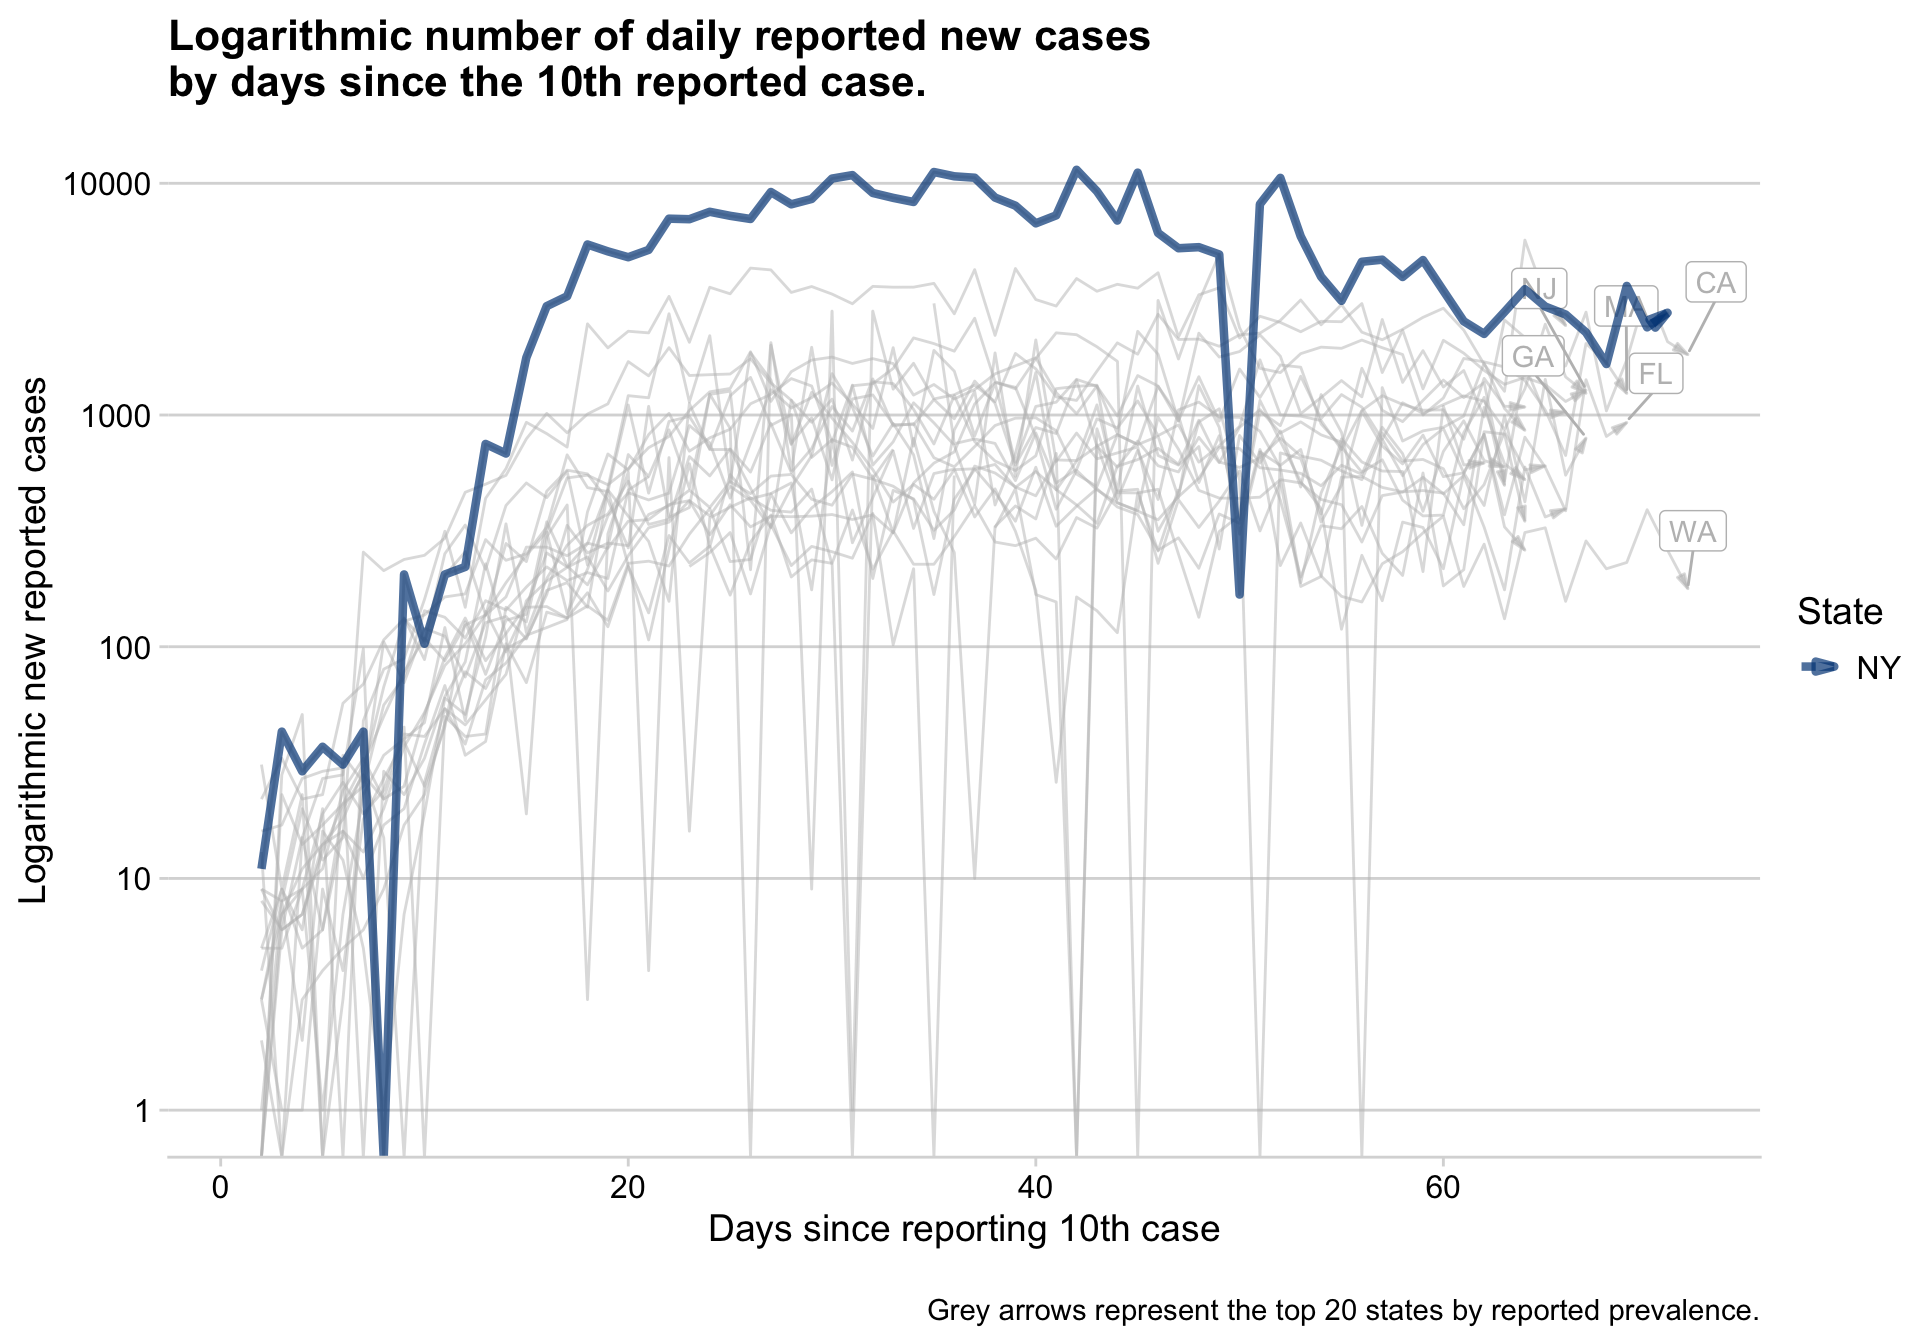 Logarithmic number of daily reported new cases
by days since the 10th reported case.
Logarithmic new reported cases
10000
1000
100
10
1
NJ
MA
CA
GA
FL
WA
State
NY
0
20
40
60
Days since reporting 10th case
Grey arrows represent the top 20 states by reported prevalence.